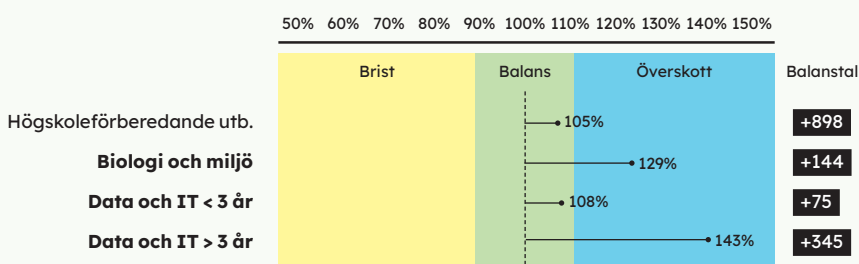 50% 60% 70% 80% 90% 100% 110% 120% 130% 140% 150%
Brist Balans Överskott Balanstal
Högskoleförberedande utb. 105% +898
Biologi och miljö 129% +144
Data och IT < 3 år 108% +75
Data och IT > 3 år 143% +345